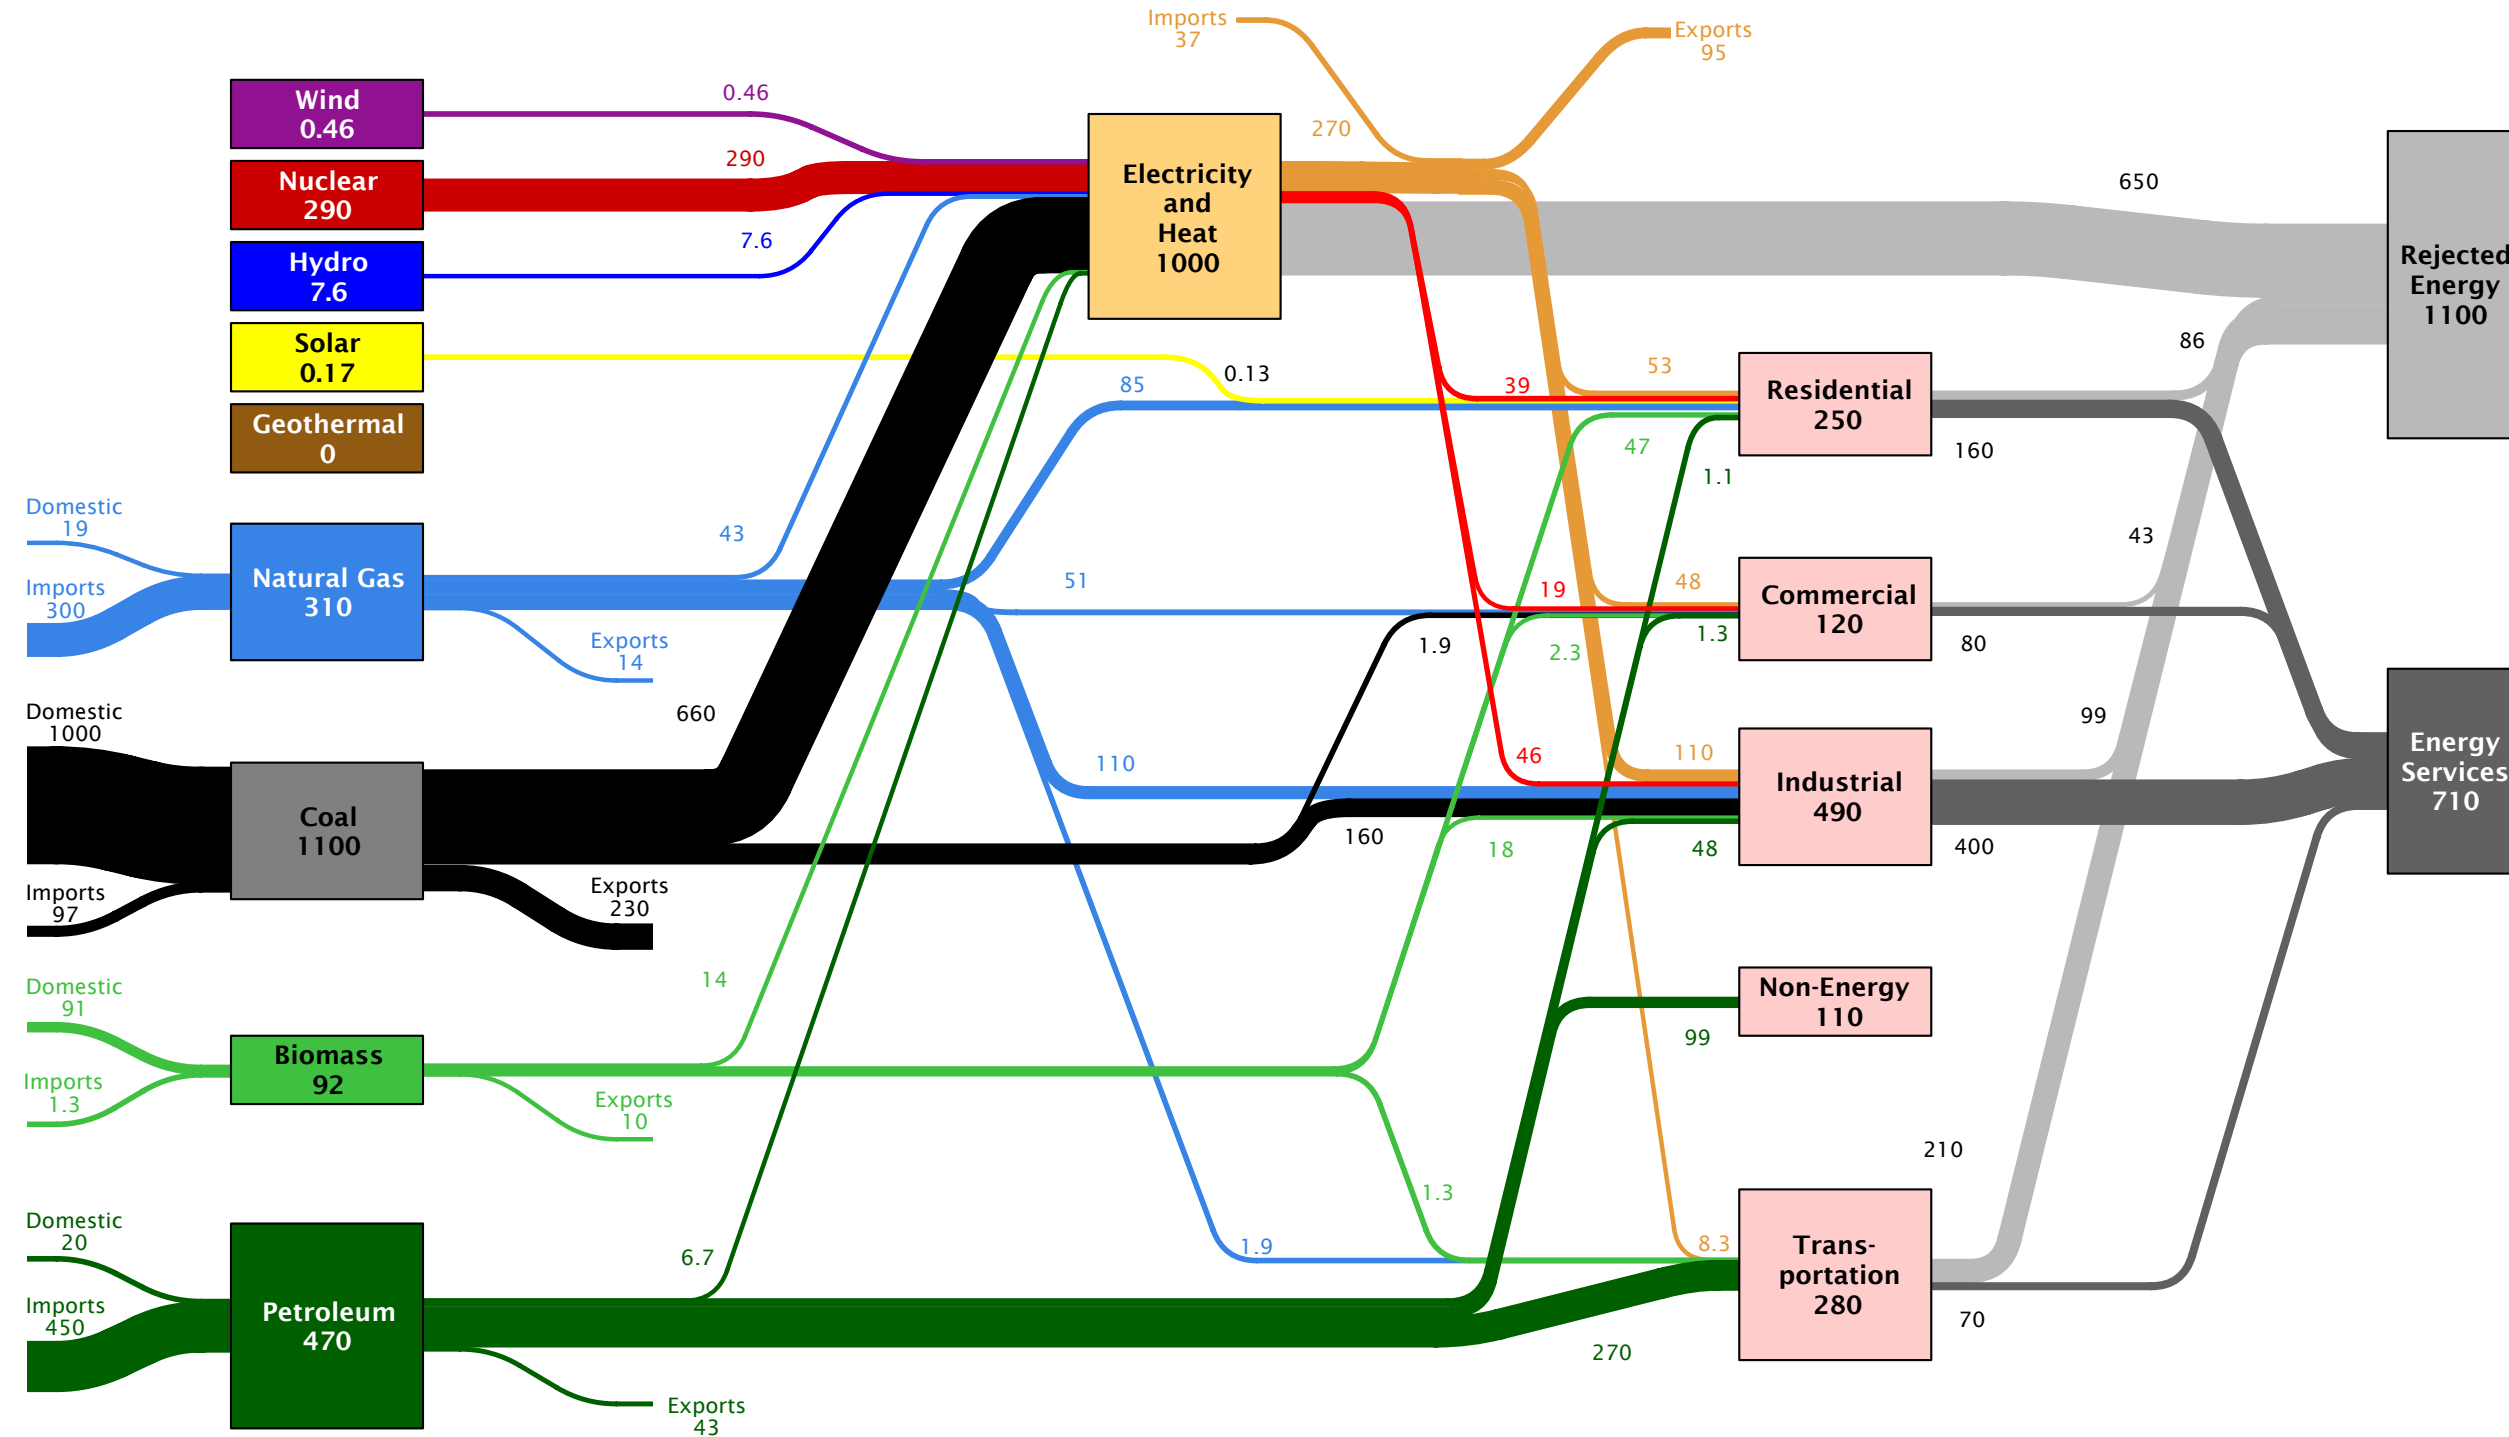 Imports
37
Exports
95
Wind
0.46
0.46
Nuclear
290
290
Hydro
7.6
7.6
Solar
0.17
0.13
Geothermal
0
Electricity
and
Heat
1000
270
650
Rejected
Energy
1100
86
Domestic
19
Imports
300
Natural Gas
310
Exports
14
43
85
51
110
1.9
39
53
47
1.1
Residential
250
160
19
48
1.9
2.3
1.3
Commercial
120
43
80
Domestic
1000
Imports
97
Coal
1100
Exports
230
660
160
46
110
18
48
Industrial
490
99
400
Energy
Services
710
Domestic
91
Imports
1.3
Biomass
92
Exports
10
14
1.3
Non-Energy
110
99
Domestic
20
Imports
450
Petroleum
470
Exports
43
6.7
270
8.3
Trans-
portation
280
210
70